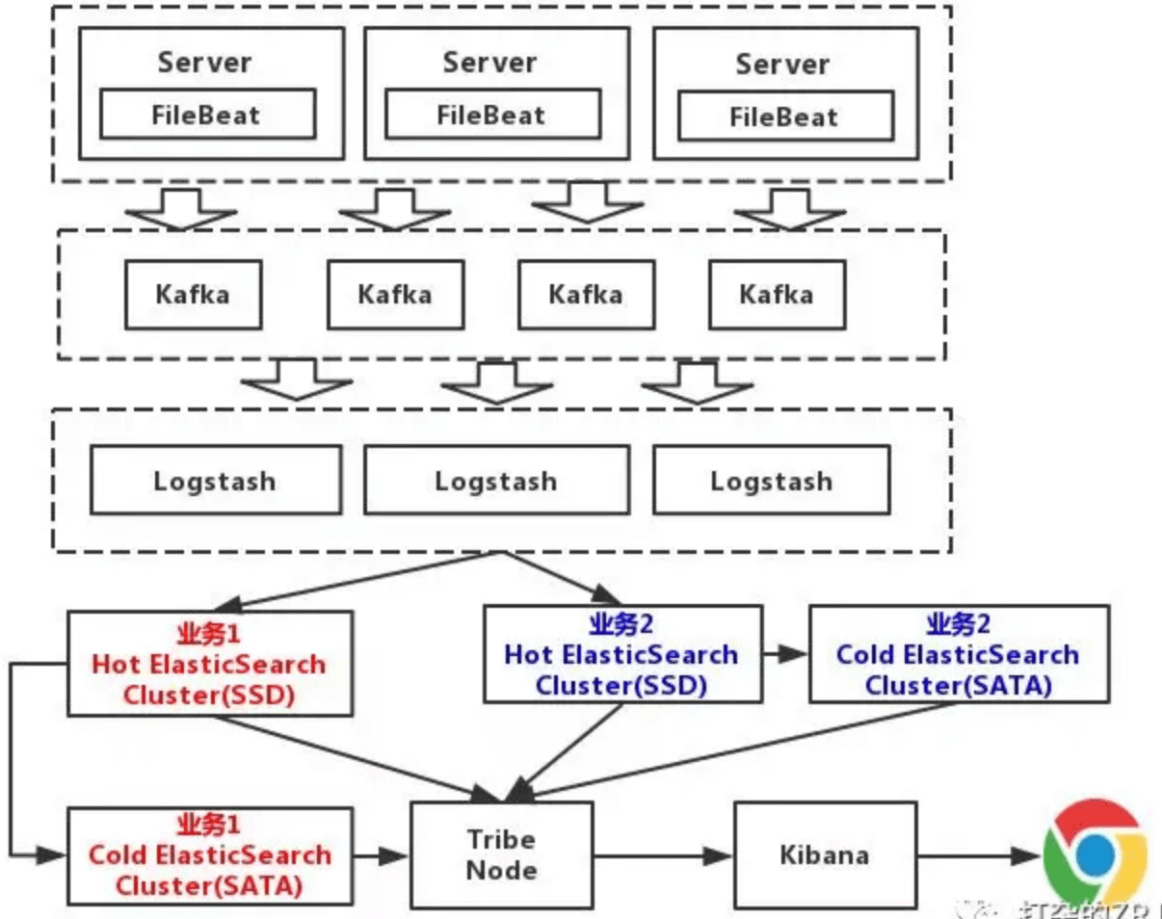 Server
FileBeat
Server
FileBeat
Server
FileBeat
Kafka
Kafka
Kafka
Kafka
Logstash
Logstash
Logstash
业务1
Hot ElasticSearch
Cluster(SSD)
业务2
Hot ElasticSearch
Cluster(SSD)
业务2
Cold ElasticSearch
Cluster(SATA)
业务1
Cold ElasticSearch
Cluster(SATA)
Tribe
Node
Kibana